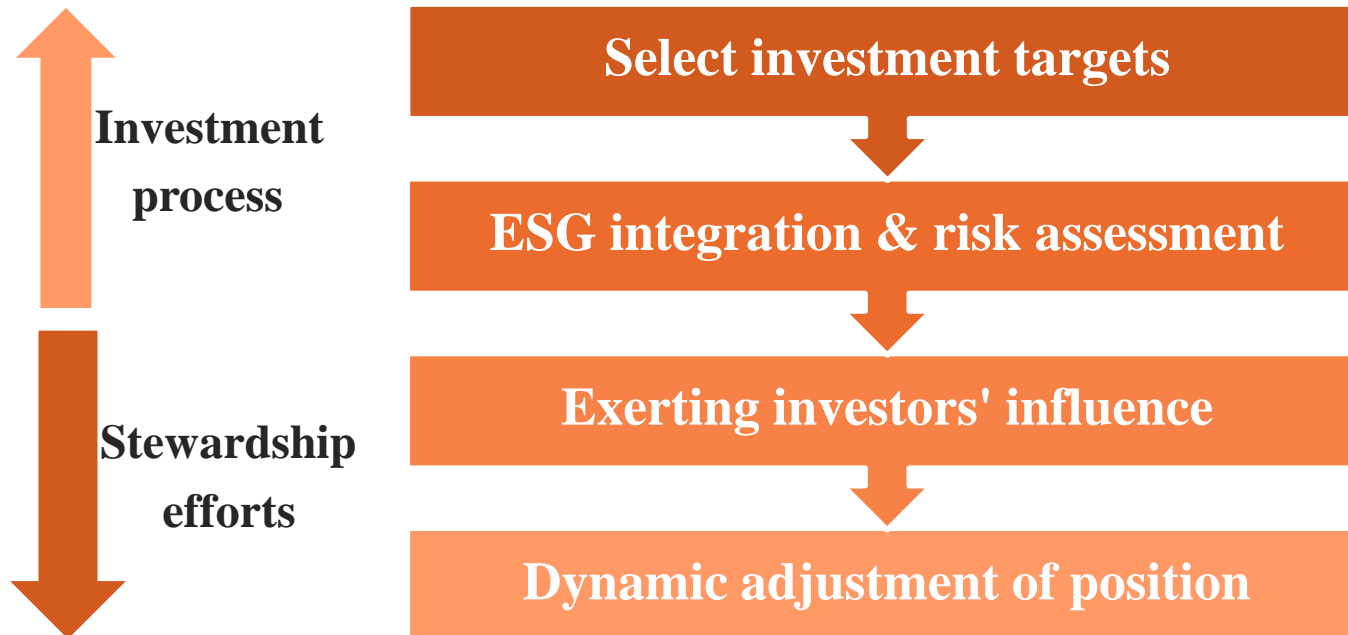 Investment
process
Stewardship
efforts
Select investment targets
ESG integration & risk assessment
Exerting investors' influence
Dynamic adjustment of position